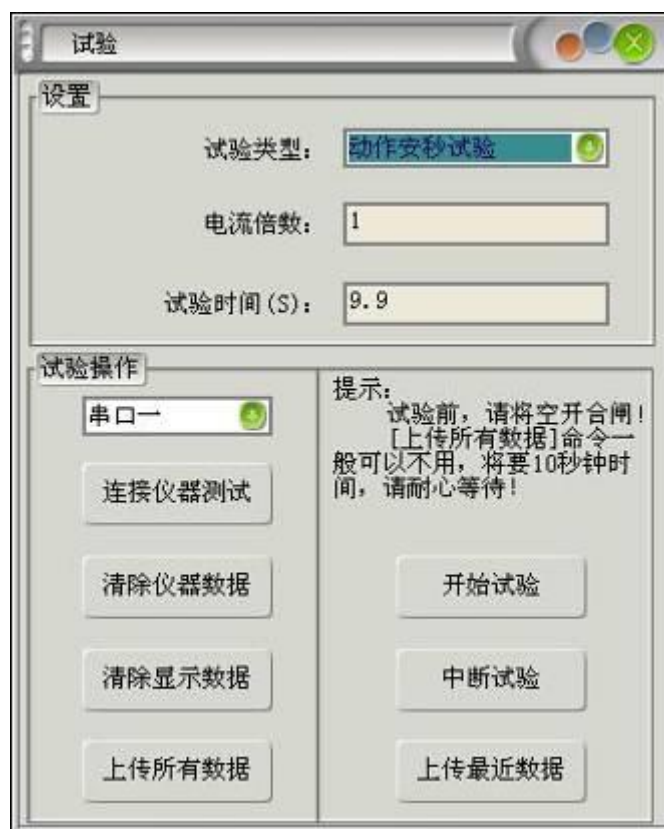 试验
设置
试验类型: 动作安秒试验
电流倍数: 1
试验时间(S): 9.9
试验操作
串口一
连接仪器测试
清除仪器数据
清除显示数据
上传所有数据
提示:
试验前，请将空开合闸!
[上传所有数据]命令一
般可以不用，将要10秒钟时
间，请耐心等待!
开始试验
中断试验
上传最近数据